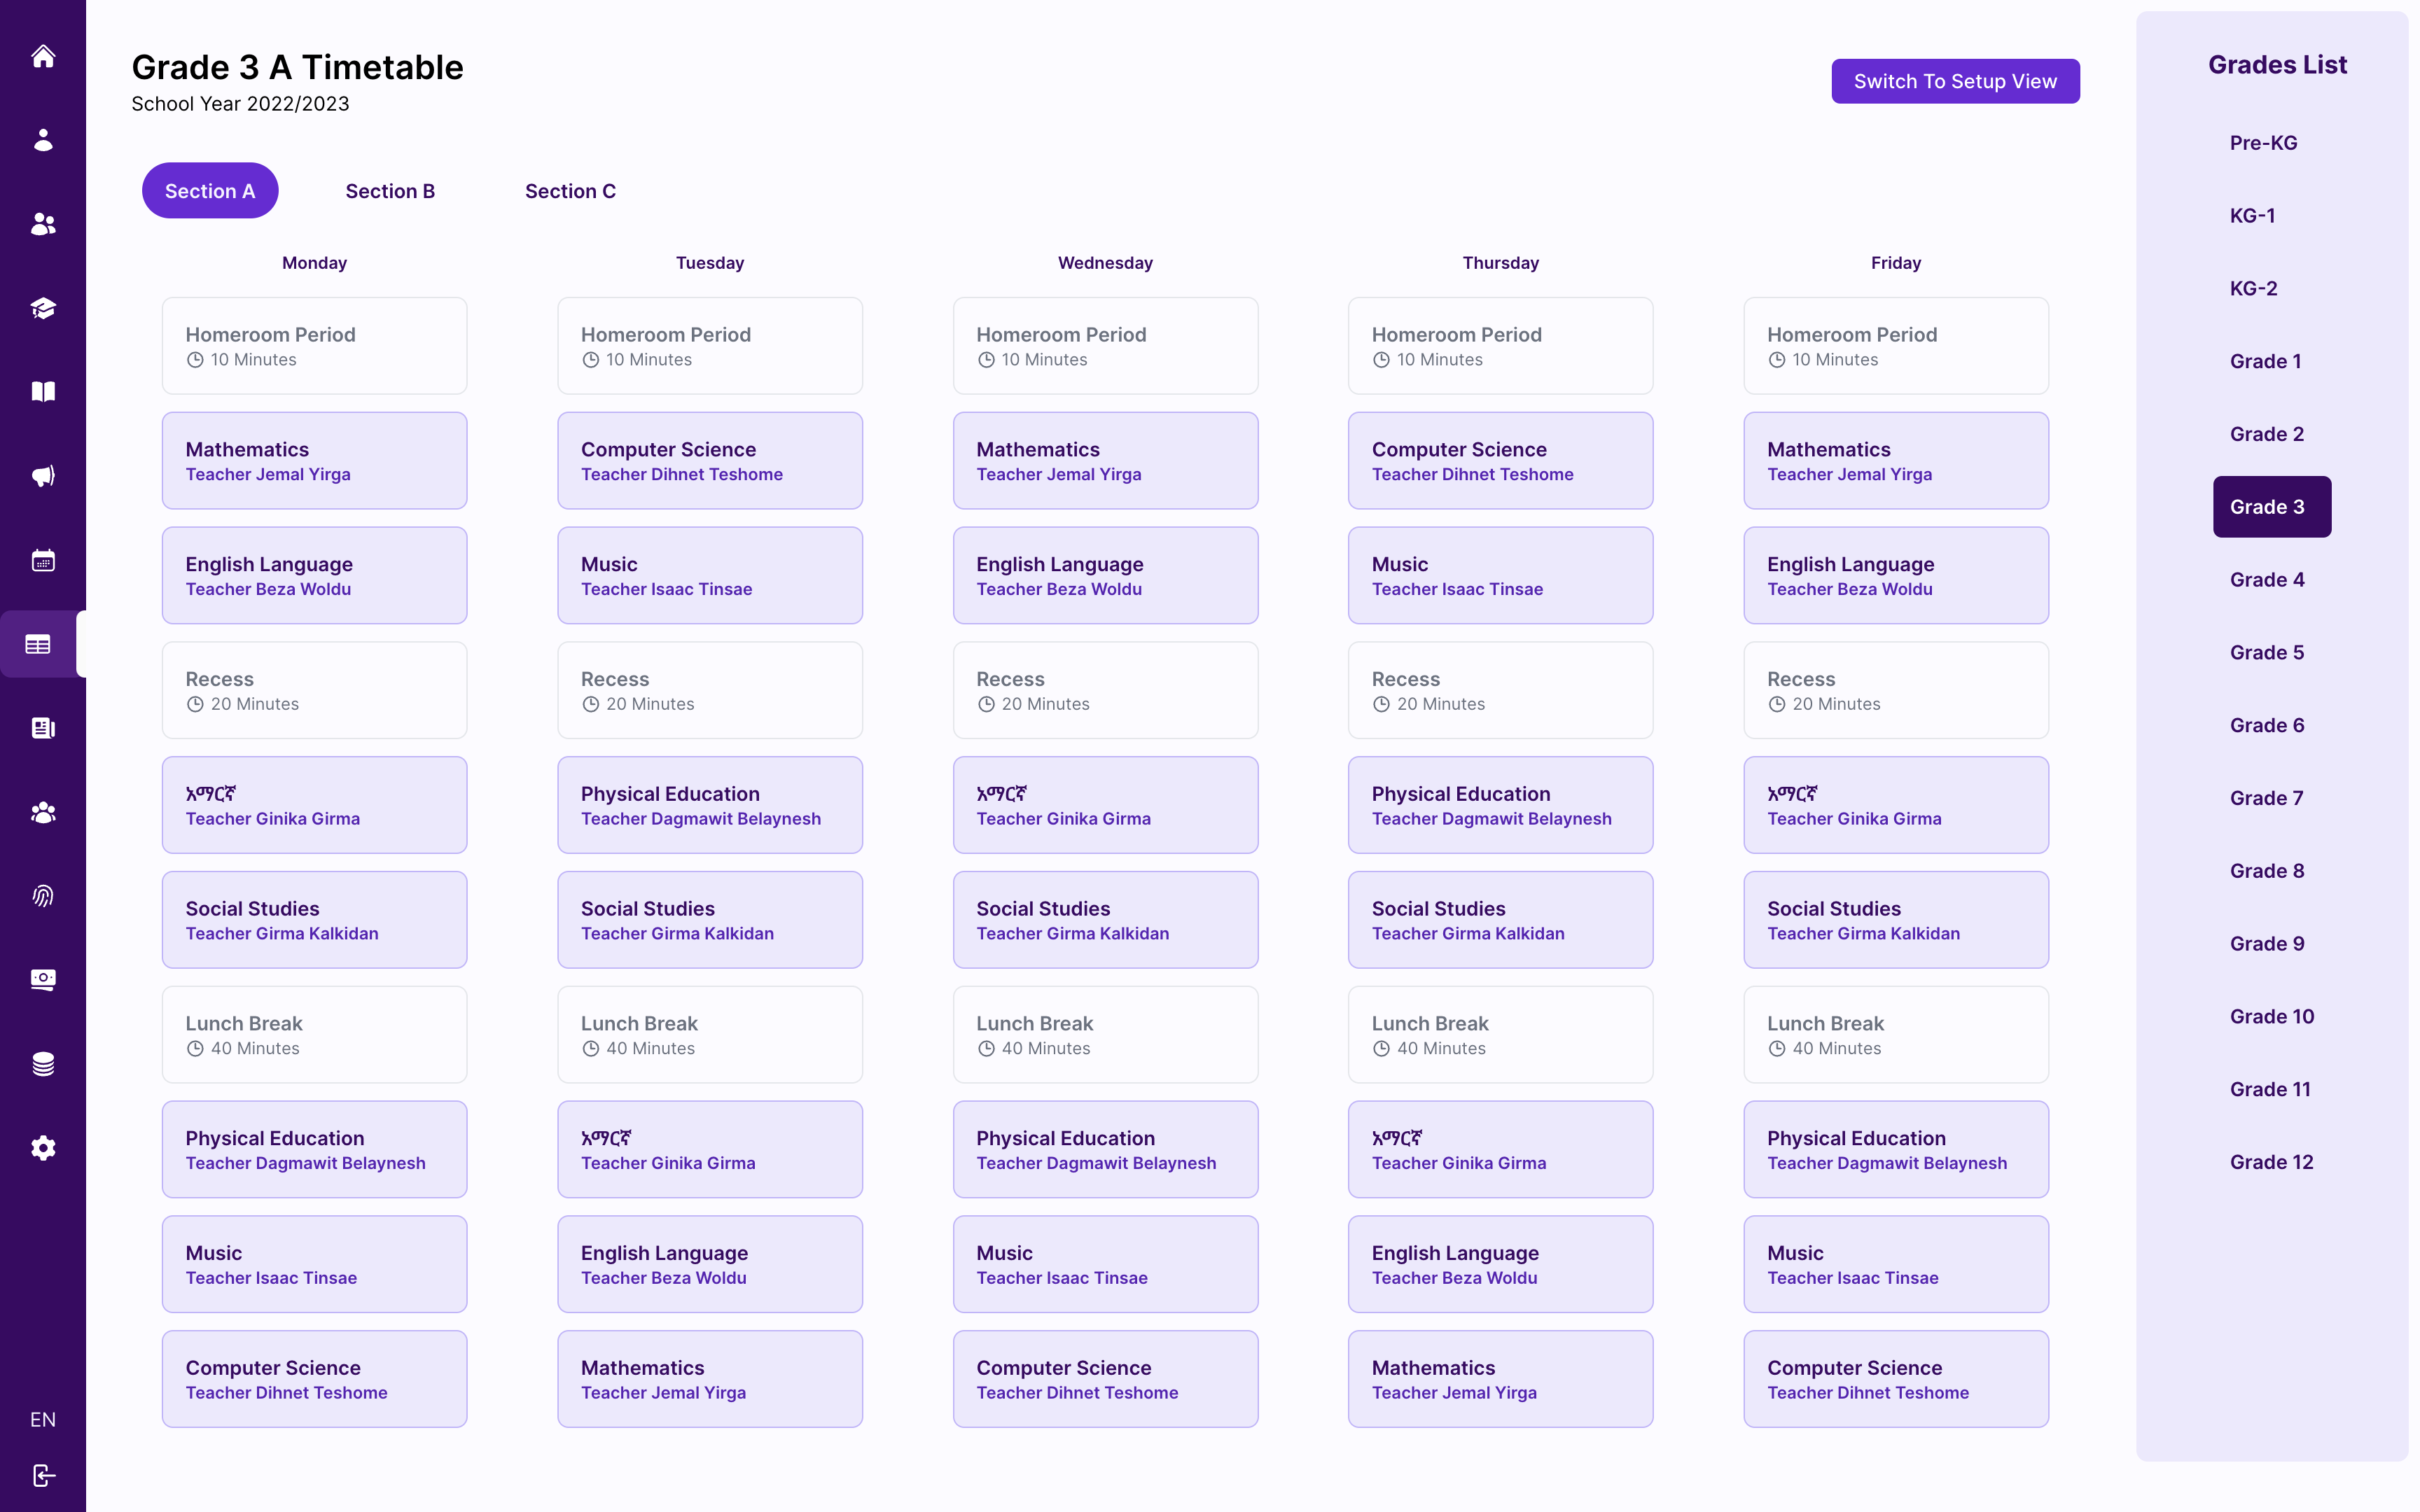 Grade 3 A Timetable
School Year 2022/2023
Switch To Setup View
Section A
Section B
Section C
Monday
Homeroom Period
10 Minutes
Mathematics
Teacher Jemal Yirga
English Language
Teacher Beza Woldu
Recess
20 Minutes
አማርኛ
Teacher Ginika Girma
Social Studies
Teacher Girma Kalkidan
Lunch Break
40 Minutes
Physical Education
Teacher Dagmawit Belaynesh
Music
Teacher Isaac Tinsae
Computer Science
Teacher Dihnet Teshome
Tuesday
Homeroom Period
10 Minutes
Computer Science
Teacher Dihnet Teshome
Music
Teacher Isaac Tinsae
Recess
20 Minutes
Physical Education
Teacher Dagmawit Belaynesh
Social Studies
Teacher Girma Kalkidan
Lunch Break
40 Minutes
አማርኛ
Teacher Ginika Girma
English Language
Teacher Beza Woldu
Mathematics
Teacher Jemal Yirga
Wednesday
Homeroom Period
10 Minutes
Mathematics
Teacher Jemal Yirga
English Language
Teacher Beza Woldu
Recess
20 Minutes
አማርኛ
Teacher Ginika Girma
Social Studies
Teacher Girma Kalkidan
Lunch Break
40 Minutes
Physical Education
Teacher Dagmawit Belaynesh
Music
Teacher Isaac Tinsae
Computer Science
Teacher Dihnet Teshome
Thursday
Homeroom Period
10 Minutes
Computer Science
Teacher Dihnet Teshome
Music
Teacher Isaac Tinsae
Recess
20 Minutes
Physical Education
Teacher Dagmawit Belaynesh
Social Studies
Teacher Girma Kalkidan
Lunch Break
40 Minutes
አማርኛ
Teacher Ginika Girma
English Language
Teacher Beza Woldu
Mathematics
Teacher Jemal Yirga
Friday
Homeroom Period
10 Minutes
Mathematics
Teacher Jemal Yirga
English Language
Teacher Beza Woldu
Recess
20 Minutes
አማርኛ
Teacher Ginika Girma
Social Studies
Teacher Girma Kalkidan
Lunch Break
40 Minutes
Physical Education
Teacher Dagmawit Belaynesh
Music
Teacher Isaac Tinsae
Computer Science
Teacher Dihnet Teshome
Grades List
Pre-KG
KG-1
KG-2
Grade 1
Grade 2
Grade 3
Grade 4
Grade 5
Grade 6
Grade 7
Grade 8
Grade 9
Grade 10
Grade 11
Grade 12
EN